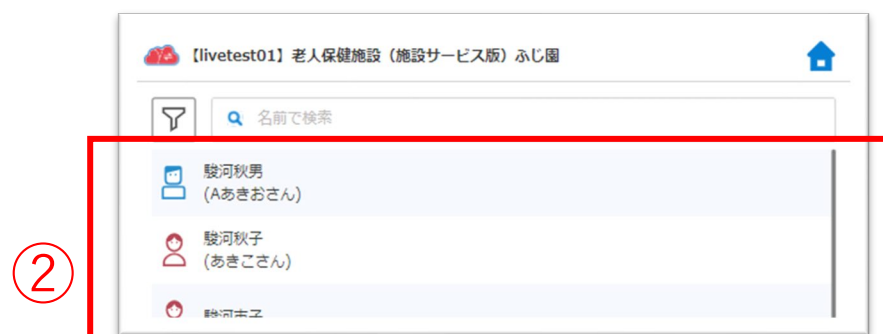 【livetest01】老人保健施設（施設サービス版）ふじ園
名前で検索
駿河秋男
(Aあきおさん)
駿河秋子
(あきこさん)
②